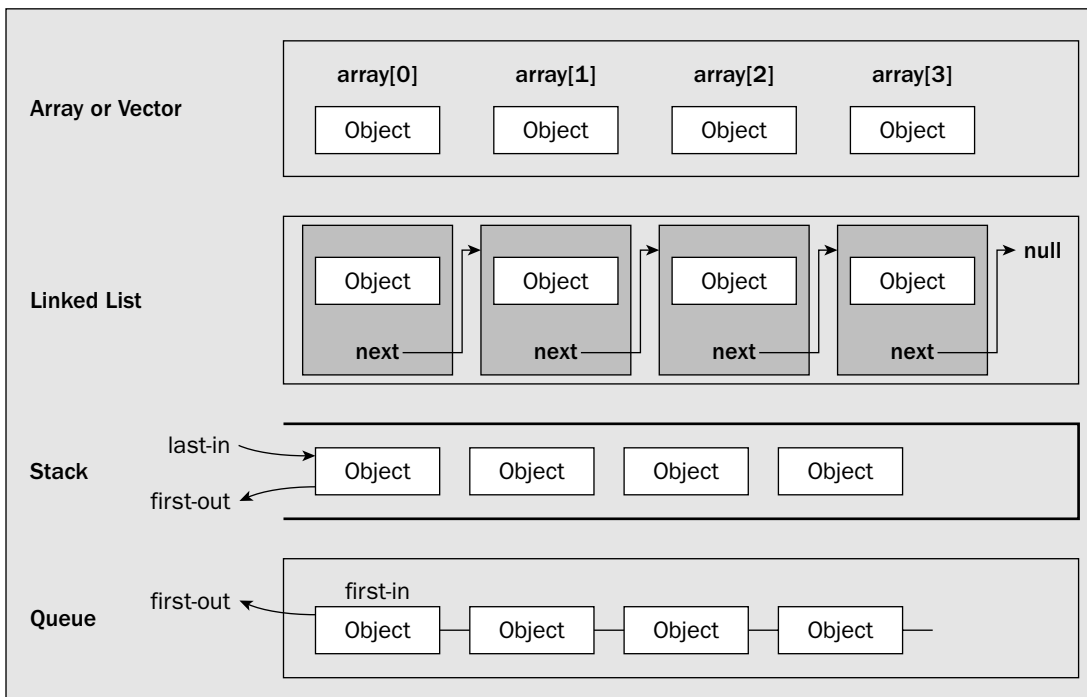 array[0] array[1] array[2] array[3]
Array or Vector
Object Object Object Object
null
Object Object Object Object
Linked List
next next next next
last-in
Object Object Object Object
Stack
first-out
first-in
first-out
Object Object Object Object
Queue